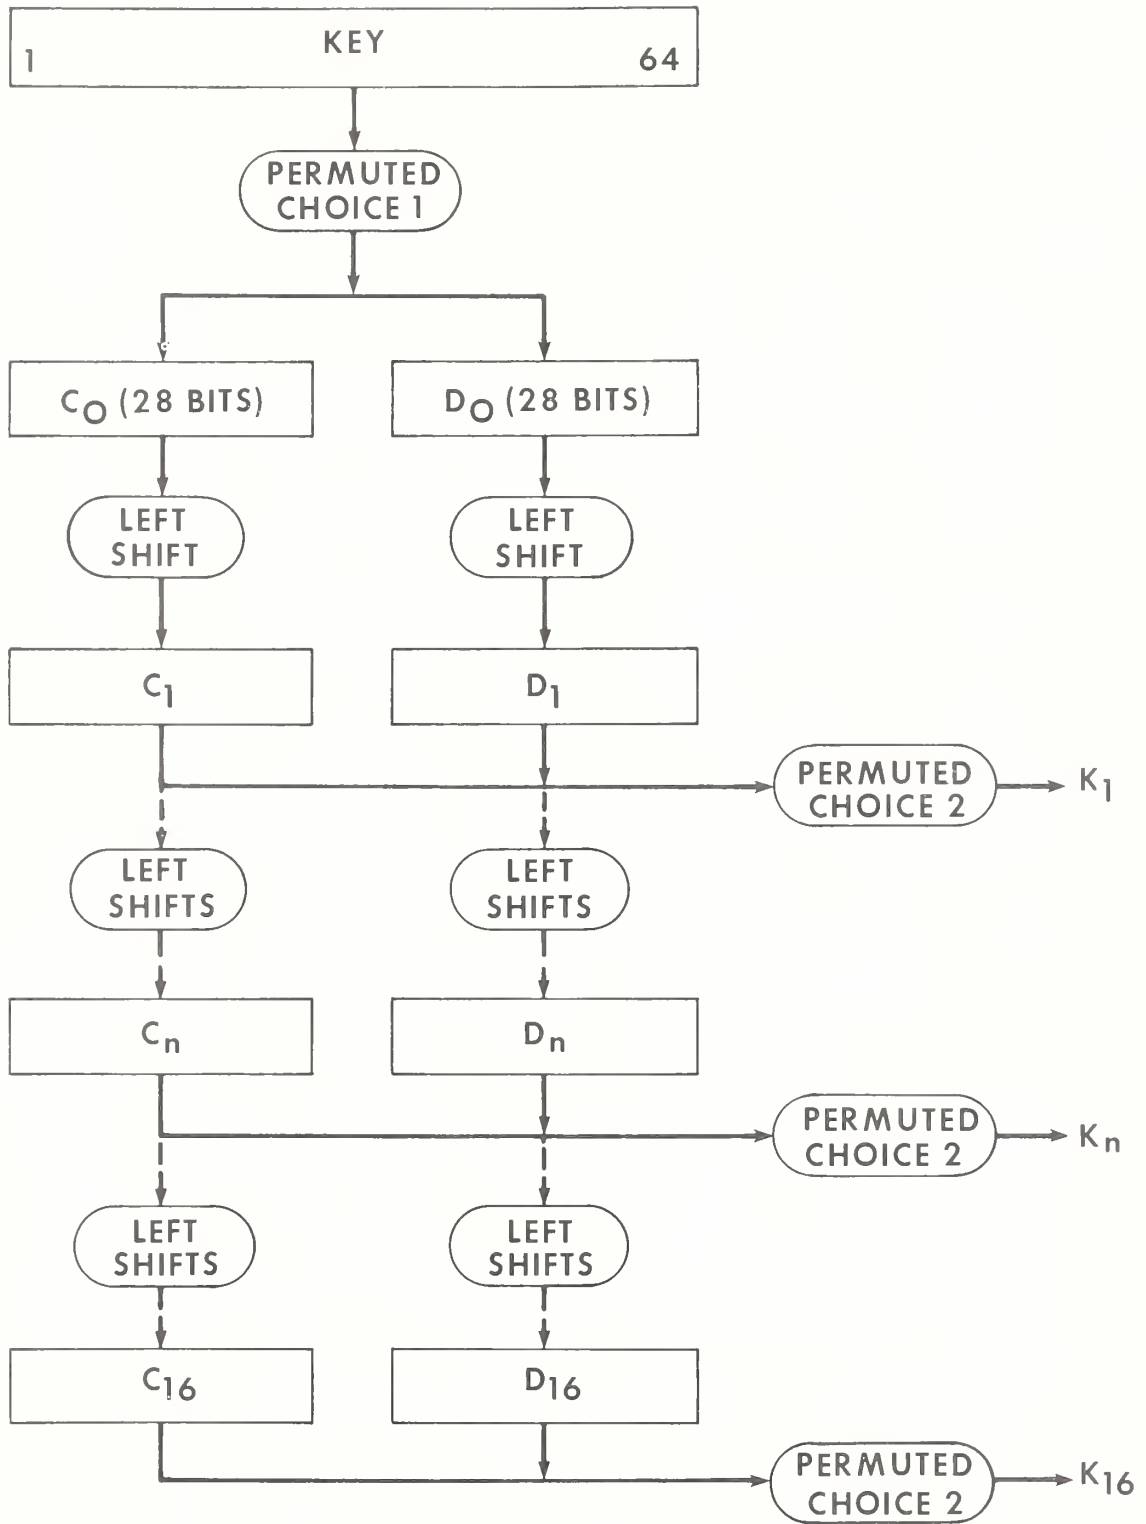 KEY
1 64
PERMUTED
CHOICE 1
C₀ (28 BITS) D₀ (28 BITS)
LEFT
SHIFT
LEFT
SHIFT
C₁ D₁
PERMUTED
CHOICE 2
K₁
LEFT
SHIFTS
LEFT
SHIFTS
Cₙ Dₙ
PERMUTED
CHOICE 2
Kₙ
LEFT
SHIFTS
LEFT
SHIFTS
C₁₆ D₁₆
PERMUTED
CHOICE 2
K₁₆